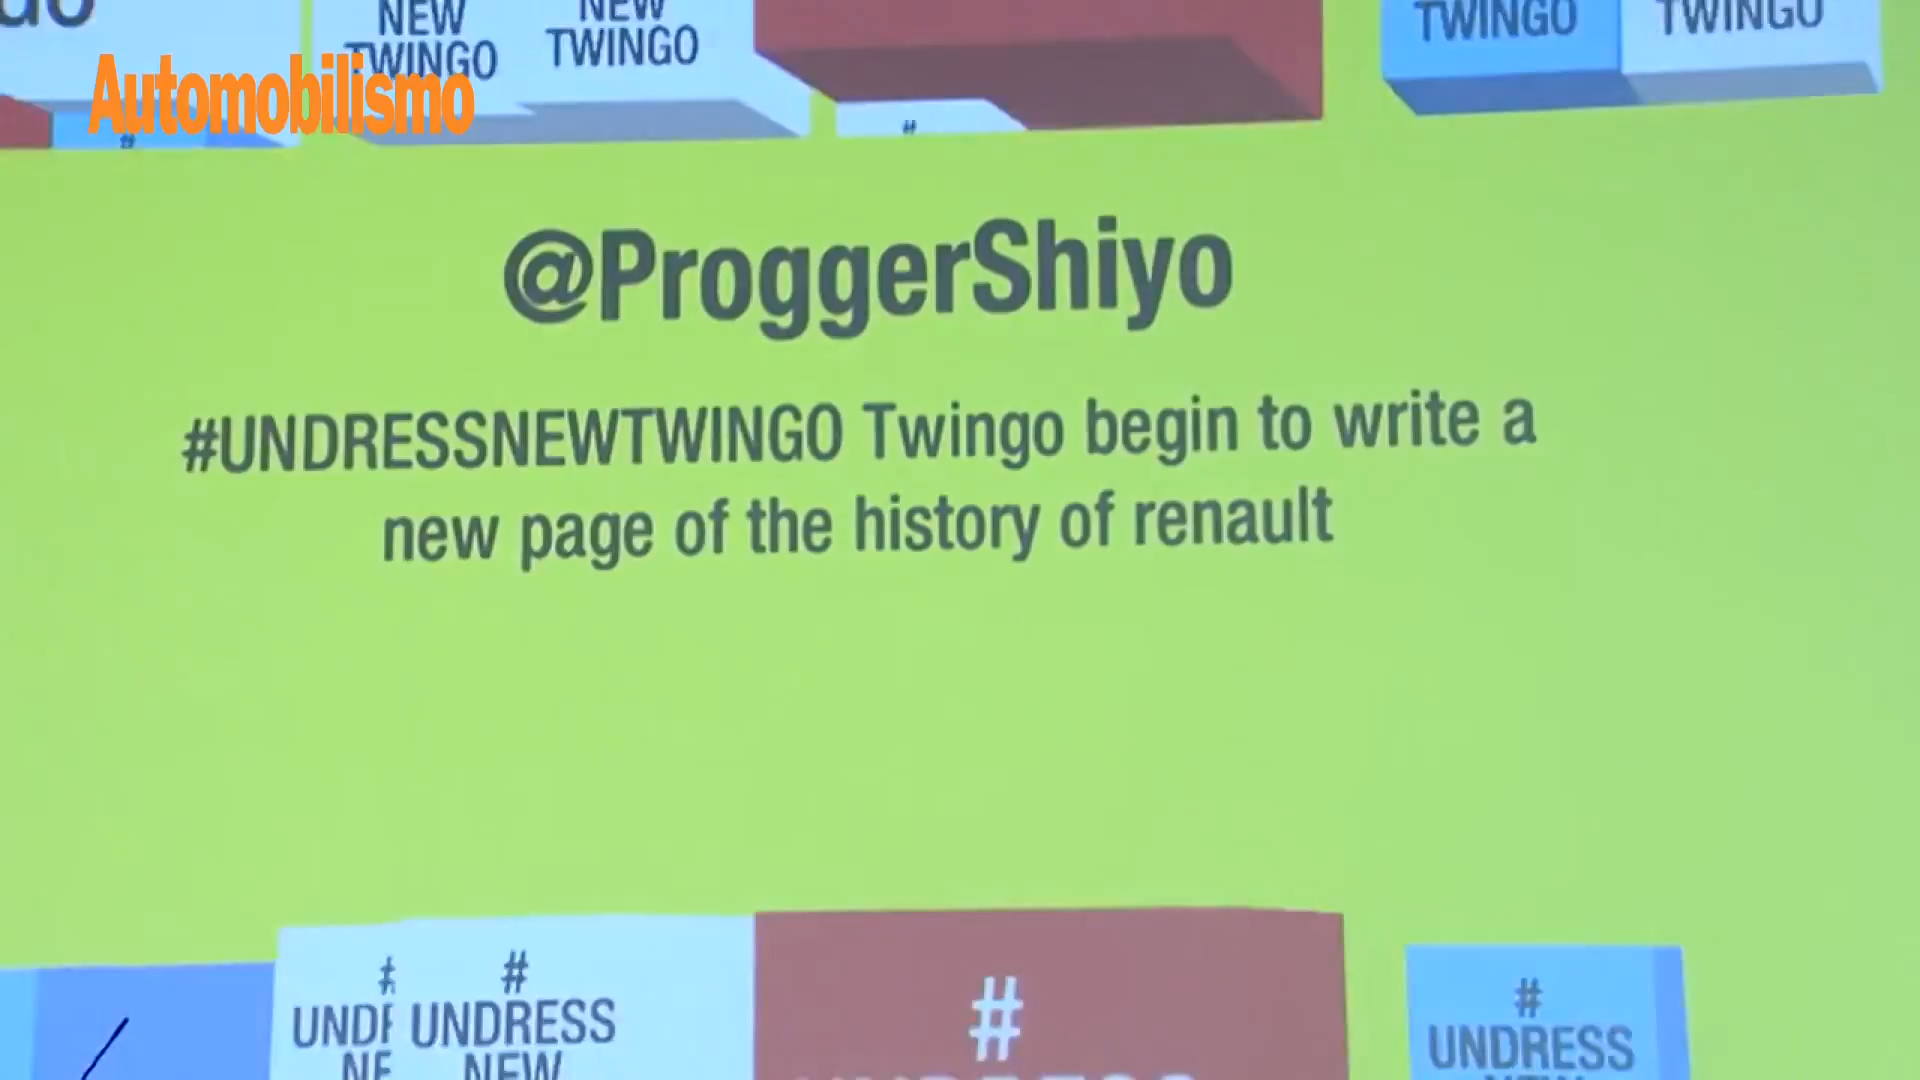 NEW
TWINGO
NEW
TWINGO
TWINGO
TWINGO
Automobilismo
#
#
@ProggerShiyo
#UNDRESSNEWTWINGO Twingo begin to write a
new page of the history of renault
#
#
UNDRESS
NEW
#
#
UNDRESS